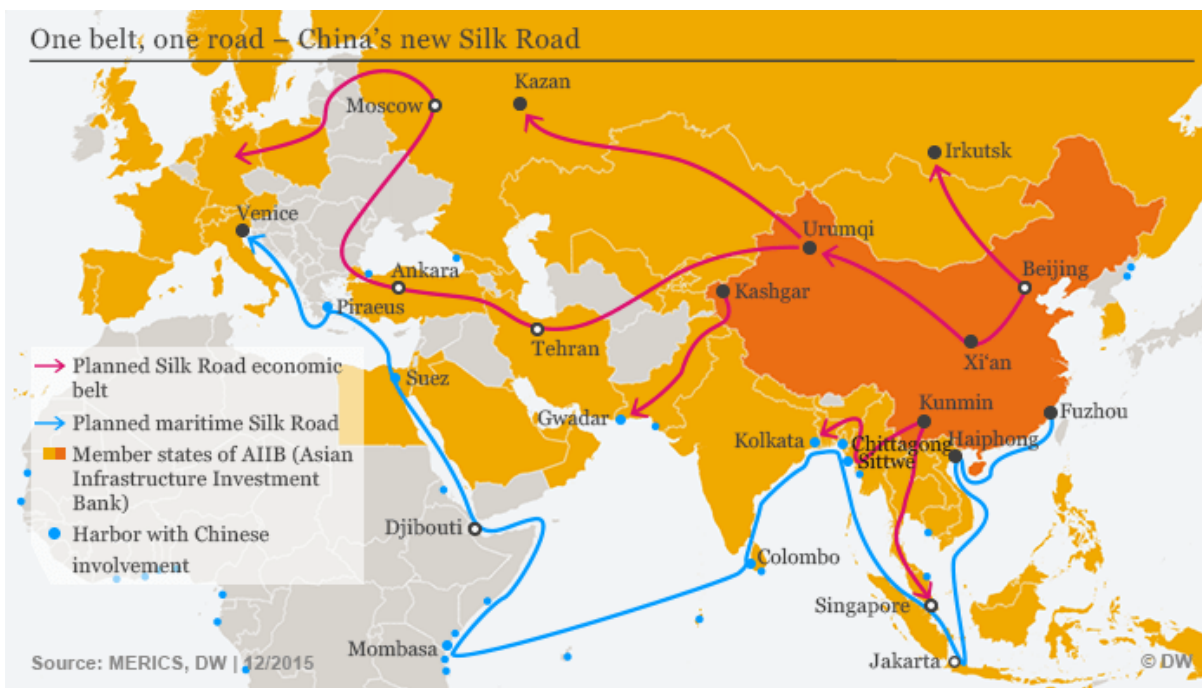 One belt, one road – China's new Silk Road
Kazan
Moscow
Irkutsk
Venice
Urumqi
Ankara
Beijing
Kashgar
Piraeus
Tehran
Xi‘an
Planned Silk Road economic
belt
Suez
Planned maritime Silk Road
Gwadar
Kunmin
Fuzhou
Kolkata
Chittagong
Haiphong
Sittwe
Member states of AIIB (Asian
Infrastructure Investment
Bank)
Djibouti
Harbor with Chinese
involvement
Colombo
Singapore
Mombasa
Jakarta
Source: MERICS, DW | 12/2015
© DW